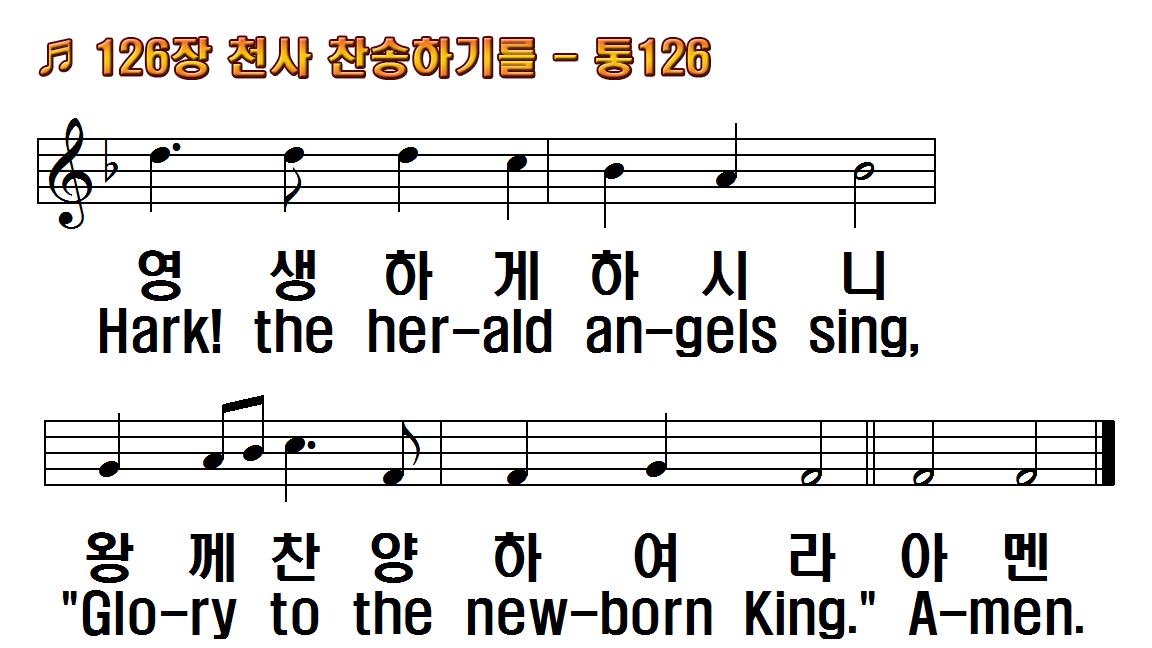 126장 천사 찬송하기를 - 통126
영 생 하 게 하 시 니
Hark! the her-ald an-gels sing,
왕 께 찬 양 하 여 라 아 멘
"Glo-ry to the new-born King." A-men.